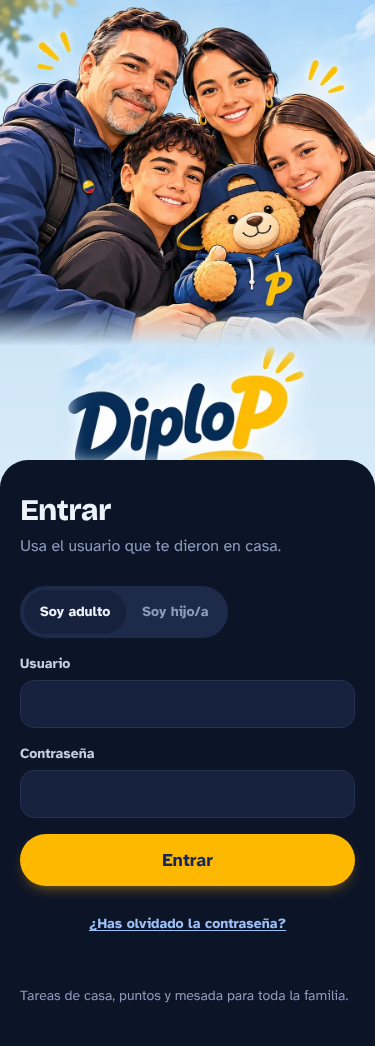 P
DiploP
Entrar
Usa el usuario que te dieron en casa.
Soy adulto
Soy hijo/a
Usuario
Contraseña
Entrar
¿Has olvidado la contraseña?
Tareas de casa, puntos y mesada para toda la familia.